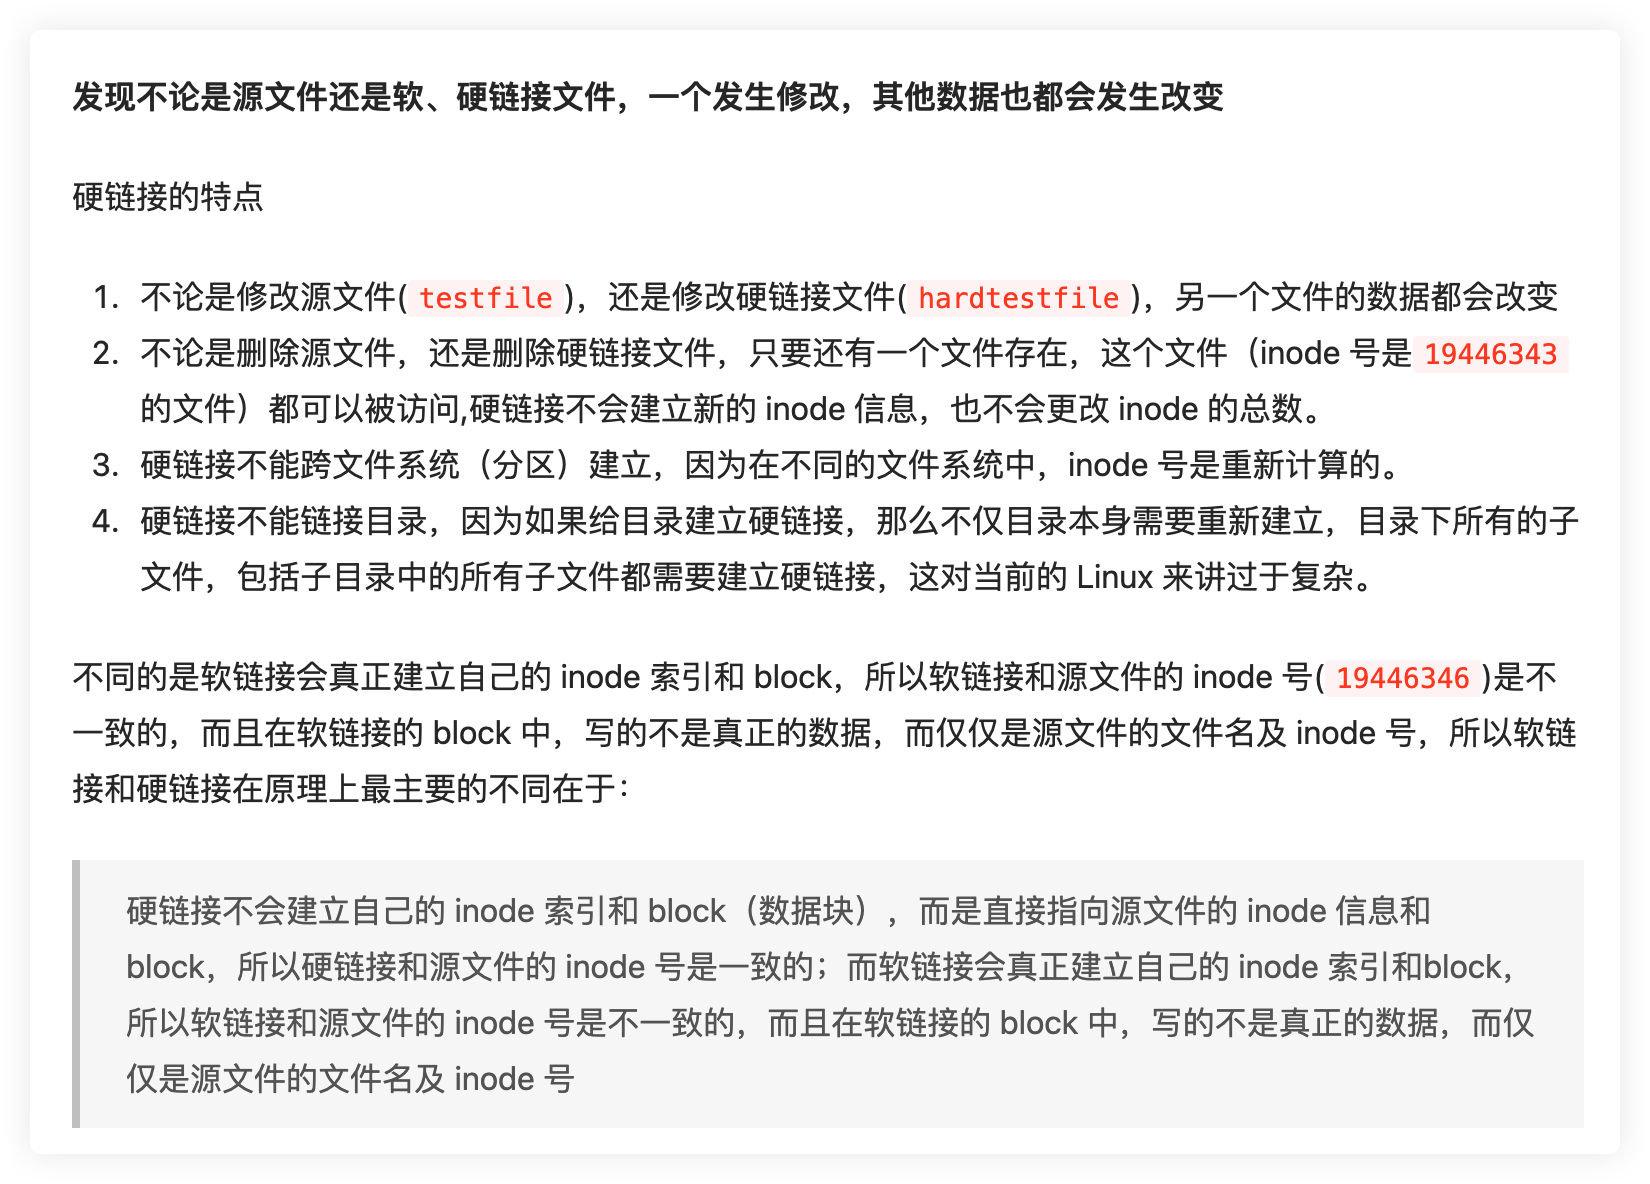 发现不论是源文件还是软、硬链接文件，一个发生修改，其他数据也都会发生改变
硬链接的特点
1. 不论是修改源文件( testfile )，还是修改硬链接文件( hardtestfile )，另一个文件的数据都会改变
2. 不论是删除源文件，还是删除硬链接文件，只要还有一个文件存在，这个文件（inode 号是 19446343
的文件）都可以被访问,硬链接不会建立新的 inode 信息，也不会更改 inode 的总数。
3. 硬链接不能跨文件系统（分区）建立，因为在不同的文件系统中，inode 号是重新计算的。
4. 硬链接不能链接目录，因为如果给目录建立硬链接，那么不仅目录本身需要重新建立，目录下所有的子
文件，包括子目录中的所有子文件都需要建立硬链接，这对当前的 Linux 来讲过于复杂。
不同的是软链接会真正建立自己的 inode 索引和 block，所以软链接和源文件的 inode 号( 19446346 )是不
一致的，而且在软链接的 block 中，写的不是真正的数据，而仅仅是源文件的文件名及 inode 号，所以软链
接和硬链接在原理上最主要的不同在于：
硬链接不会建立自己的 inode 索引和 block（数据块），而是直接指向源文件的 inode 信息和
block，所以硬链接和源文件的 inode 号是一致的；而软链接会真正建立自己的 inode 索引和block，
所以软链接和源文件的 inode 号是不一致的，而且在软链接的 block 中，写的不是真正的数据，而仅
仅是源文件的文件名及 inode 号